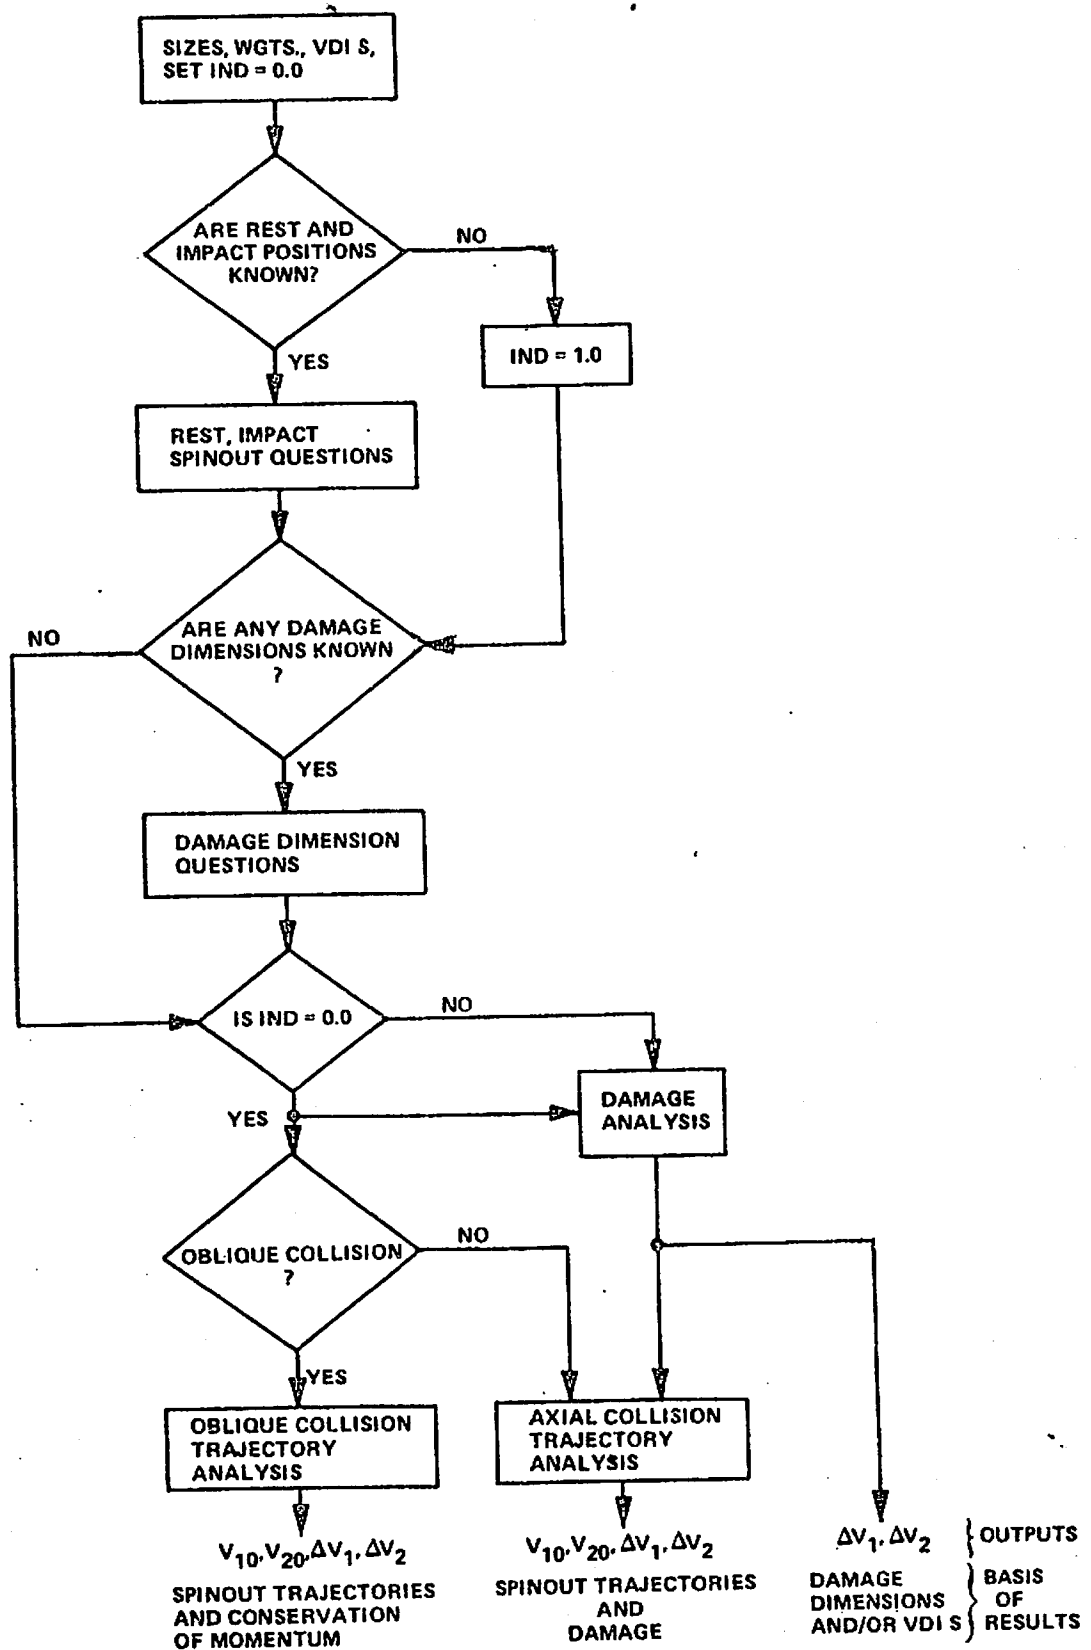 SIZES, WGTS., VDI S,
SET IND = 0.0
ARE REST AND
IMPACT POSITIONS
KNOWN?
NO
IND = 1.0
YES
REST, IMPACT
SPINOUT QUESTIONS
ARE ANY DAMAGE
DIMENSIONS KNOWN
?
NO
YES
DAMAGE DIMENSION
QUESTIONS
IS IND = 0.0
NO
YES
DAMAGE
ANALYSIS
OBLIQUE COLLISION
?
NO
YES
OBLIQUE COLLISION
TRAJECTORY
ANALYSIS
AXIAL COLLISION
TRAJECTORY
ANALYSIS
V10, V20, ΔV1, ΔV2
SPINOUT TRAJECTORIES
AND CONSERVATION
OF MOMENTUM
V10, V20, ΔV1, ΔV2
SPINOUT TRAJECTORIES
AND
DAMAGE
ΔV1, ΔV2
OUTPUTS
DAMAGE
DIMENSIONS
AND/OR VDI S
BASIS
OF
RESULTS